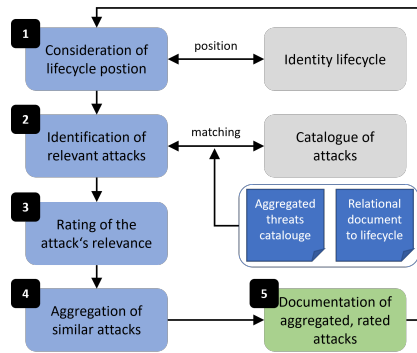 1
Consideration of
lifecycle postion
position
Identity lifecycle
2
Identification of
relevant attacks
matching
Catalogue of
attacks
3
Rating of the
attack's relevance
Aggregated
threats
catalouge
Relational
document
to lifecycle
4
Aggregation of
similar attacks
5
Documentation of
aggregated, rated
attacks